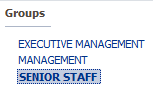 Groups
EXECUTIVE MANAGEMENT
MANAGEMENT
SENIOR STAFF